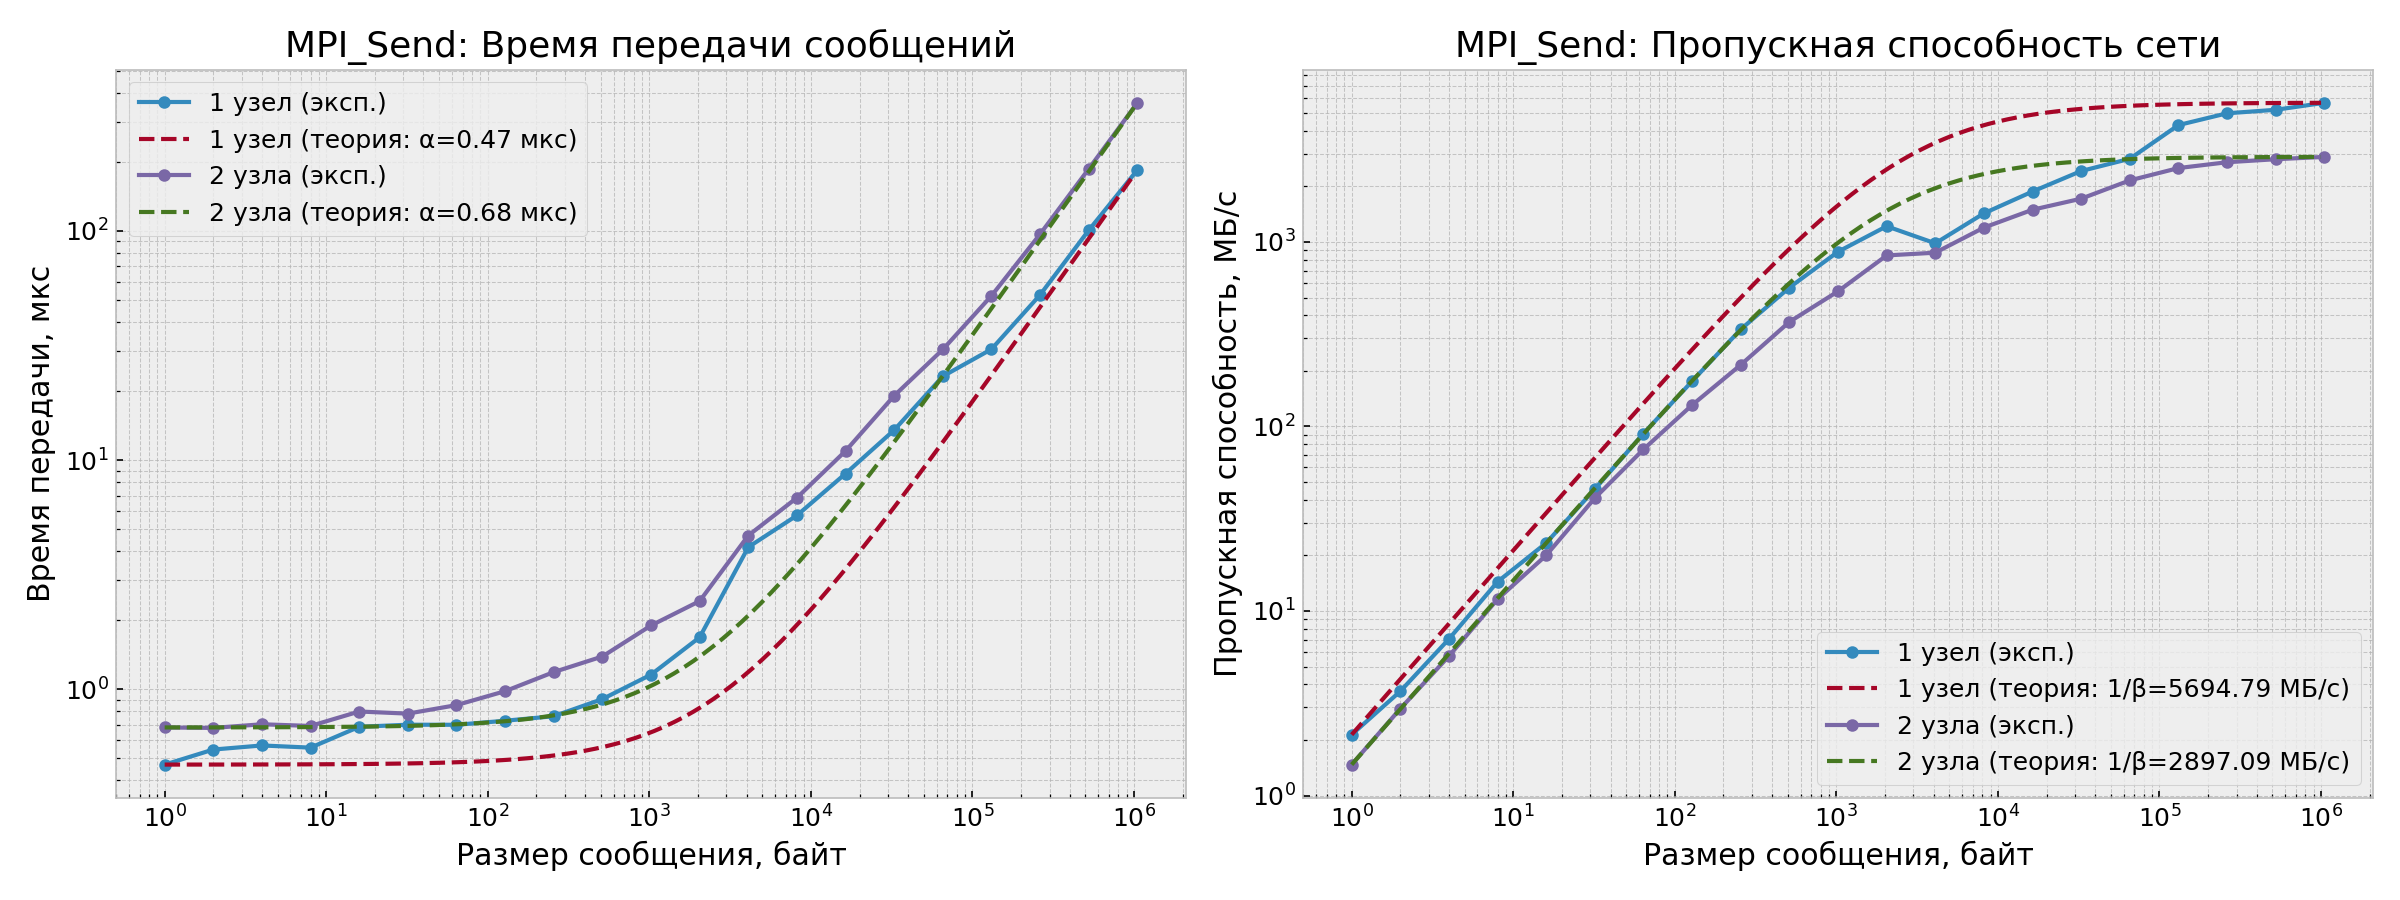 MPI_Send: Время передачи сообщений
1 узел (эксп.)
1 узел (теория: α=0.47 мкс)
2 узла (эксп.)
2 узла (теория: α=0.68 мкс)
Время передачи, мкс
10²
10¹
10⁰
10⁰ 10¹ 10² 10³ 10⁴ 10⁵ 10⁶
Размер сообщения, байт
MPI_Send: Пропускная способность сети
Пропускная способность, МБ/с
10³
10²
10¹
10⁰
1 узел (эксп.)
1 узел (теория: 1/β=5694.79 МБ/с)
2 узла (эксп.)
2 узла (теория: 1/β=2897.09 МБ/с)
10⁰ 10¹ 10² 10³ 10⁴ 10⁵ 10⁶
Размер сообщения, байт